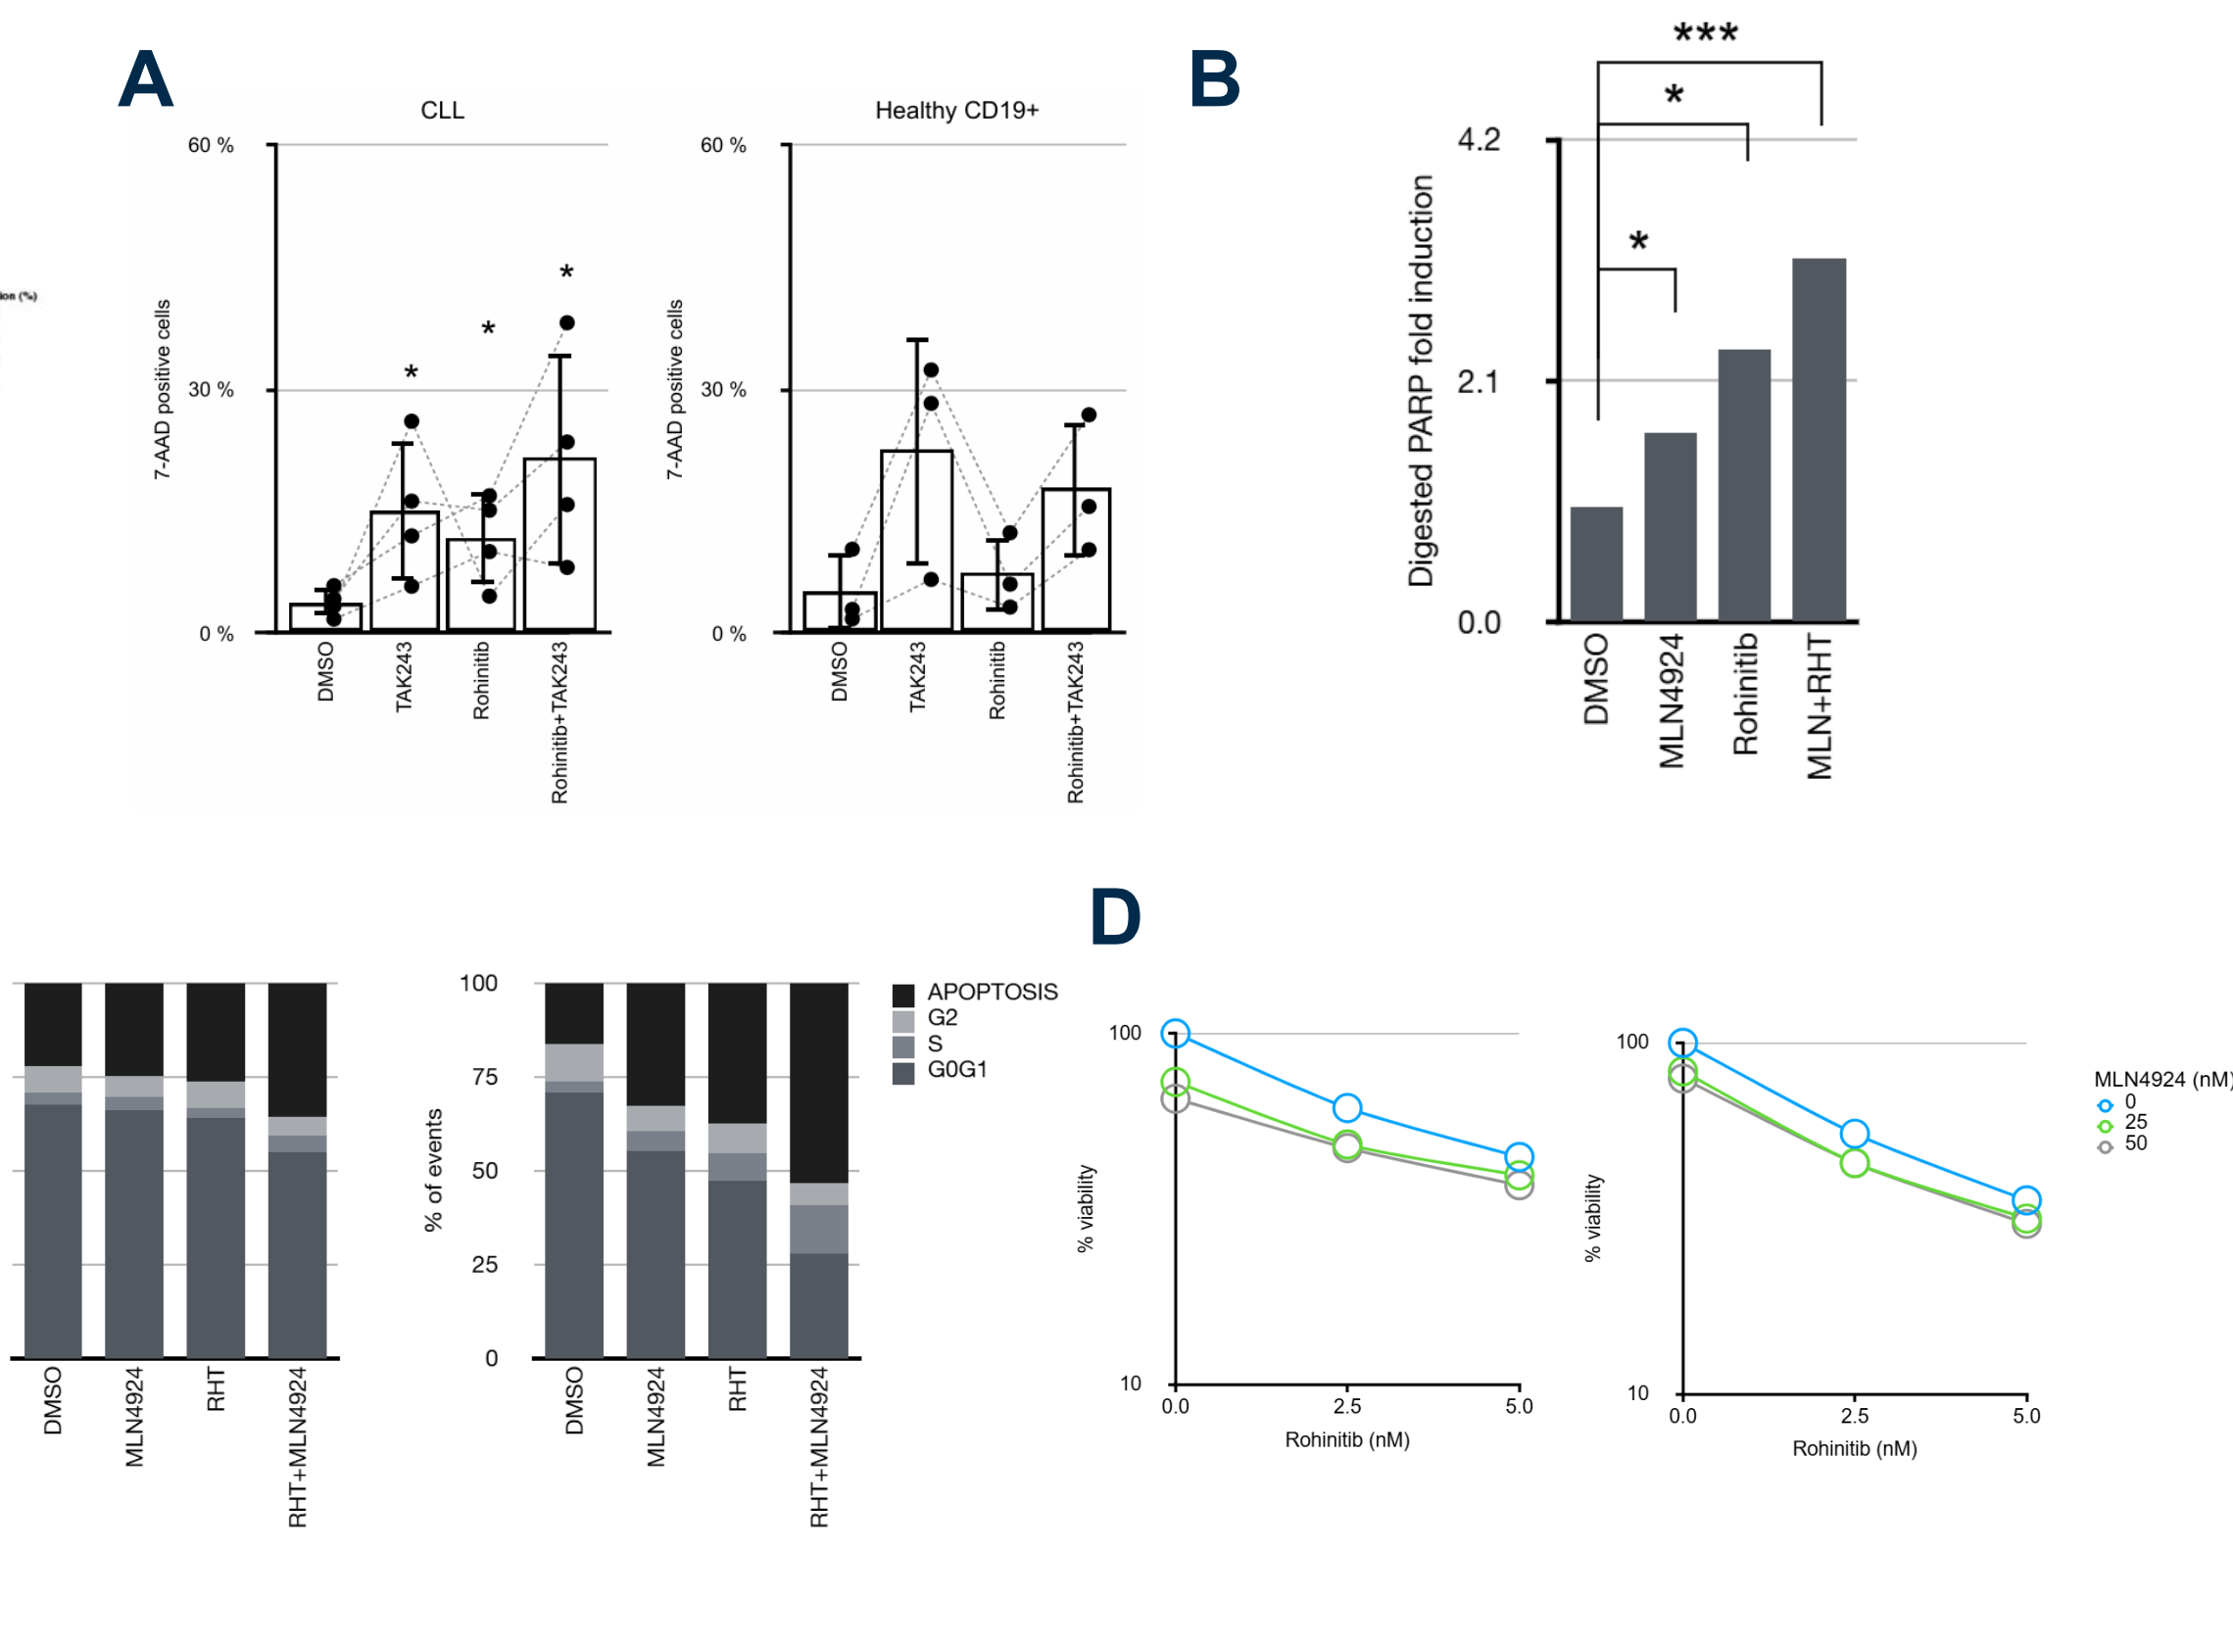 A
CLL
60 %
30 %
0 %
7-AAD positive cells
*
*
*
DMSO
TAK243
Rohinitib
Rohinitib+TAK243
Healthy CD19+
60 %
30 %
0 %
7-AAD positive cells
DMSO
TAK243
Rohinitib
Rohinitib+TAK243
B
***
*
*
4.2
2.1
0.0
Digested PARP fold induction
DMSO
MLN4924
Rohinitib
MLN+RHT
DMSO
MLN4924
RHT
RHT+MLN4924
100
75
50
25
0
% of events
DMSO
MLN4924
RHT
RHT+MLN4924
APOPTOSIS
G2
S
G0G1
D
100
10
% viability
0.0 2.5 5.0
Rohinitib (nM)
100
10
% viability
0.0 2.5 5.0
Rohinitib (nM)
MLN4924 (nM)
0
25
50